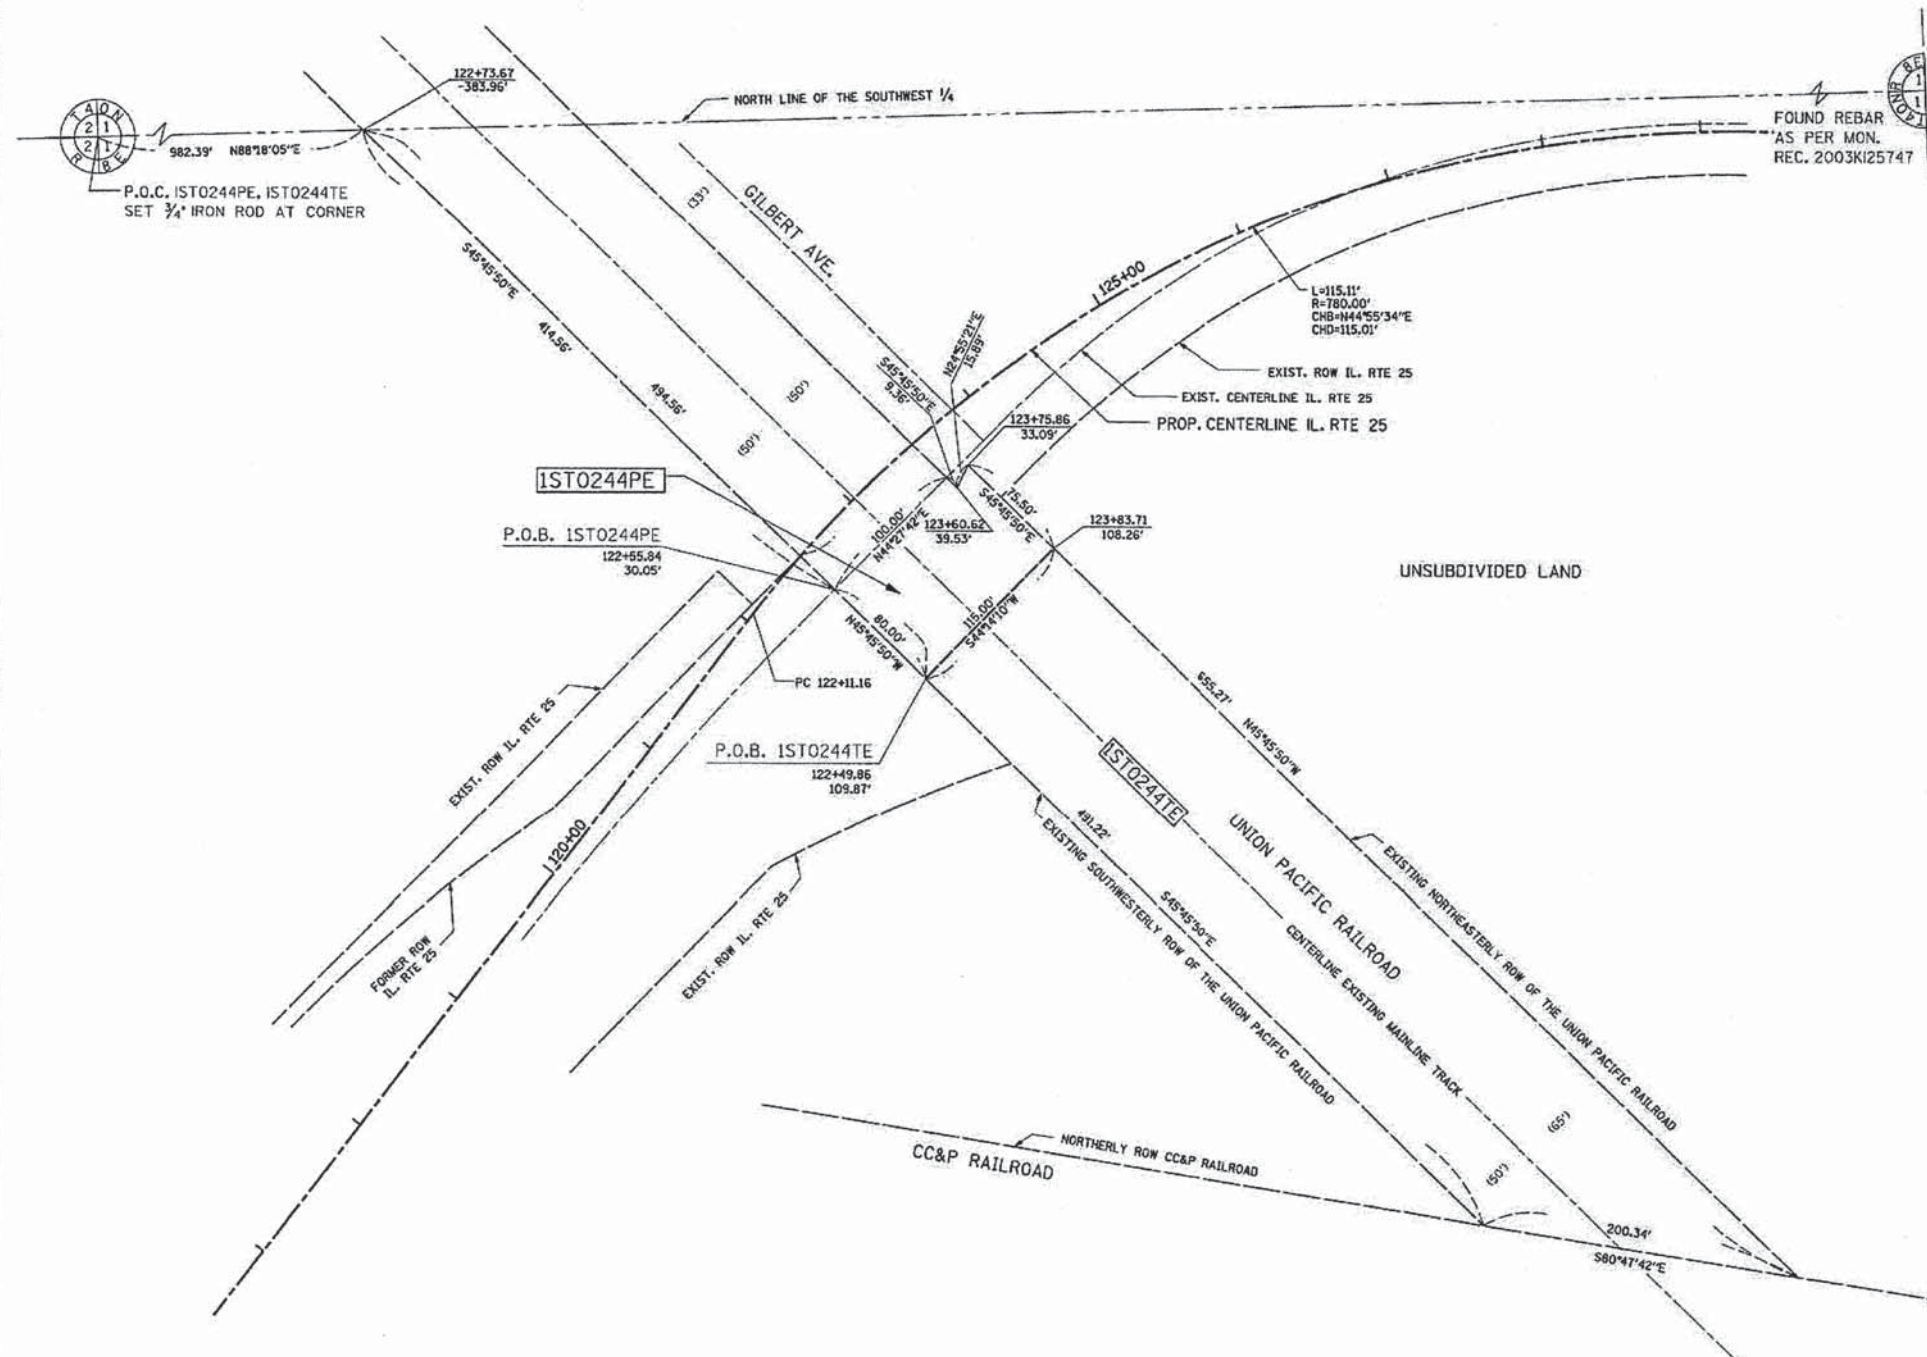 122+73.67
-383.96'
NORTH LINE OF THE SOUTHWEST 1/4
T40N
2 1
2 1
R8E
982.39' N88°18'05"E
P.O.C. 1ST0244PE, 1ST0244TE
SET 3/4" IRON ROD AT CORNER
FOUND REBAR
AS PER MON.
REC. 2003K125747
(33')
GILBERT AVE.
S45°45'50"E
414.56'
494.56'
(50')
(50')
125+00
L=115.11'
R=780.00'
CHB=N44°55'34"E
CHD=115.01'
N24°55'21"E
15.89'
S45°45'50"E
9.36'
EXIST. ROW IL. RTE 25
EXIST. CENTERLINE IL. RTE 25
PROP. CENTERLINE IL. RTE 25
123+75.86
33.09'
1ST0244PE
P.O.B. 1ST0244PE
122+55.84
30.05'
100.00'
N44°27'42"E
123+60.62
39.53'
75.50'
S45°45'50"E
123+83.71
108.26'
UNSUBDIVIDED LAND
80.00'
N45°45'50"W
115.00'
S44°14'10"W
PC 122+11.16
P.O.B. 1ST0244TE
122+49.86
109.87'
655.27'
N45°45'50"W
EXIST. ROW IL. RTE 25
120+00
FORMER ROW
IL. RTE 25
EXIST. ROW IL. RTE 25
1ST0244TE
491.22'
S45°45'50"E
EXISTING SOUTHWESTERLY ROW OF THE UNION PACIFIC RAILROAD
UNION PACIFIC RAILROAD
CENTERLINE EXISTING MAINLINE TRACK
EXISTING NORTHEASTERLY ROW OF THE UNION PACIFIC RAILROAD
(65')
(50')
NORTHERLY ROW CC&P RAILROAD
CC&P RAILROAD
200.34'
S80°47'42"E